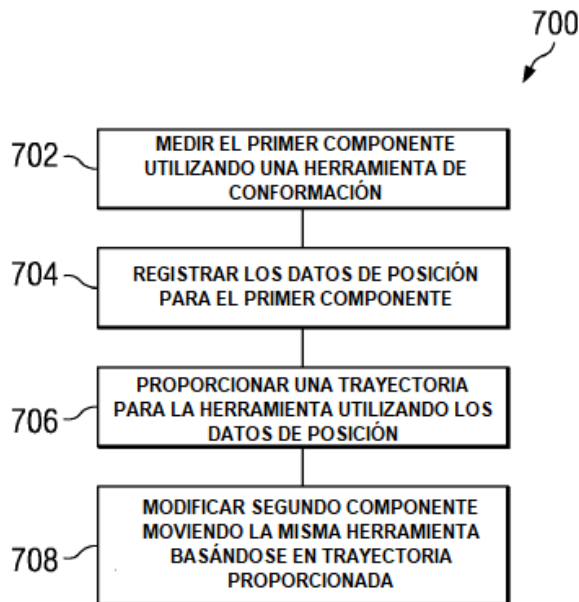 700
702
MEDIR EL PRIMER COMPONENTE
UTILIZANDO UNA HERRAMIENTA DE
CONFORMACIÓN
704
REGISTRAR LOS DATOS DE POSICIÓN
PARA EL PRIMER COMPONENTE
706
PROPORCIONAR UNA TRAYECTORIA
PARA LA HERRAMIENTA UTILIZANDO LOS
DATOS DE POSICIÓN
708
MODIFICAR SEGUNDO COMPONENTE
MOVIENDO LA MISMA HERRAMIENTA
BASÁNDOSE EN TRAYECTORIA
PROPORCIONADA